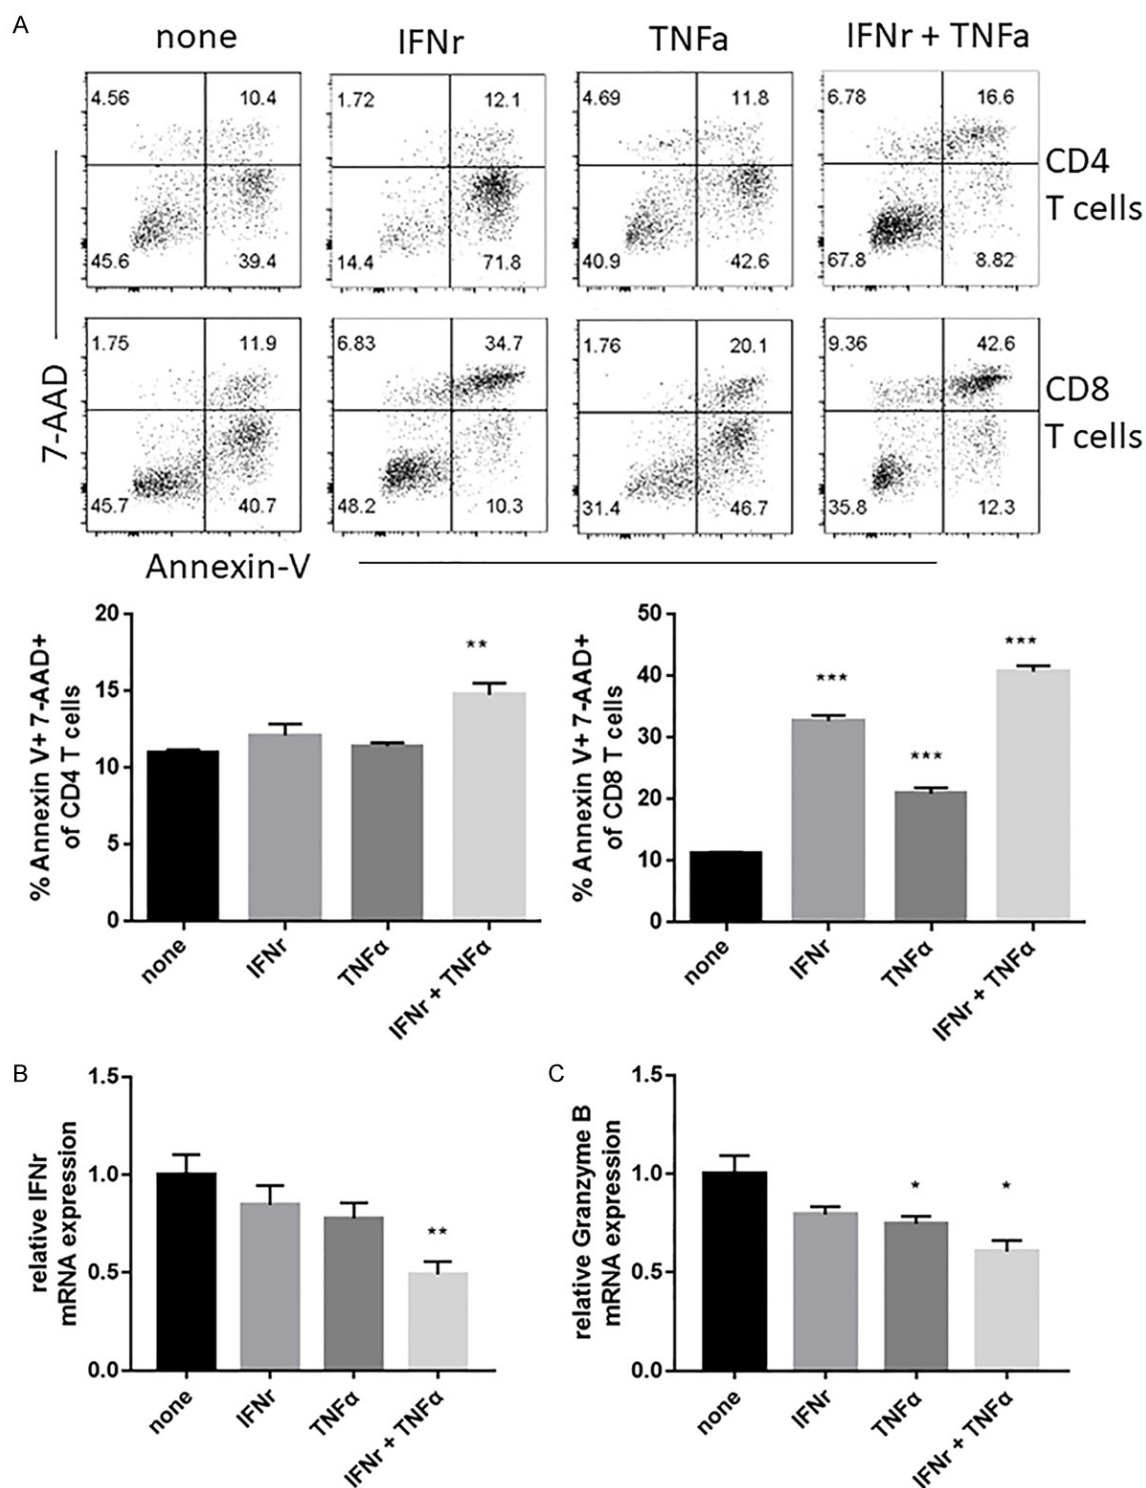 A
none IFNr TNFa IFNr + TNFa
4.56 10.4 1.72 12.1 4.69 11.8 6.78 16.6
CD4
T cells
45.6 39.4 14.4 71.8 40.9 42.6 67.8 8.82
1.75 11.9 6.83 34.7 1.76 20.1 9.36 42.6
CD8
T cells
45.7 40.7 48.2 10.3 31.4 46.7 35.8 12.3
7-AAD
Annexin-V
% Annexin V+ 7-AAD+
of CD4 T cells
20
15
10
5
0
**
none IFNr TNFα IFNr + TNFα
% Annexin V+ 7-AAD+
of CD8 T cells
50
40
30
20
10
0
*** *** ***
none IFNr TNFα IFNr + TNFα
B
relative IFNr
mRNA expression
1.5
1.0
0.5
0.0
**
none IFNr TNFα IFNr + TNFα
C
relative Granzyme B
mRNA expression
1.5
1.0
0.5
0.0
* *
none IFNr TNFα IFNr + TNFα